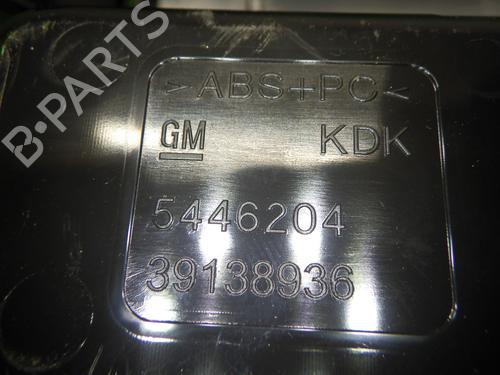 >ABS+PC<
GM KDK
5446204
39138936
B-PARTS